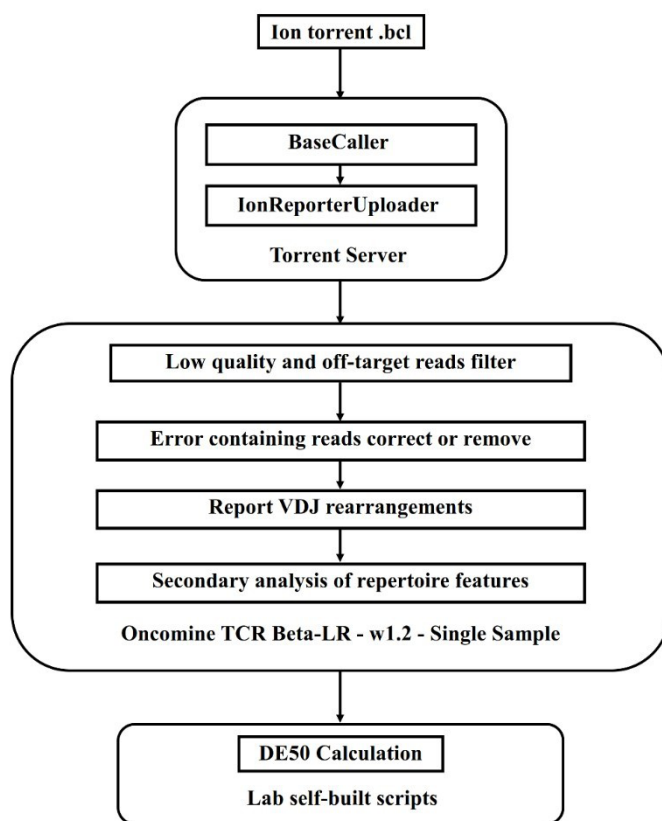 Ion torrent .bcl
BaseCaller
IonReporterUploader
Torrent Server
Low quality and off-target reads filter
Error containing reads correct or remove
Report VDJ rearrangements
Secondary analysis of repertoire features
Oncomine TCR Beta-LR - w1.2 - Single Sample
DE50 Calculation
Lab self-built scripts